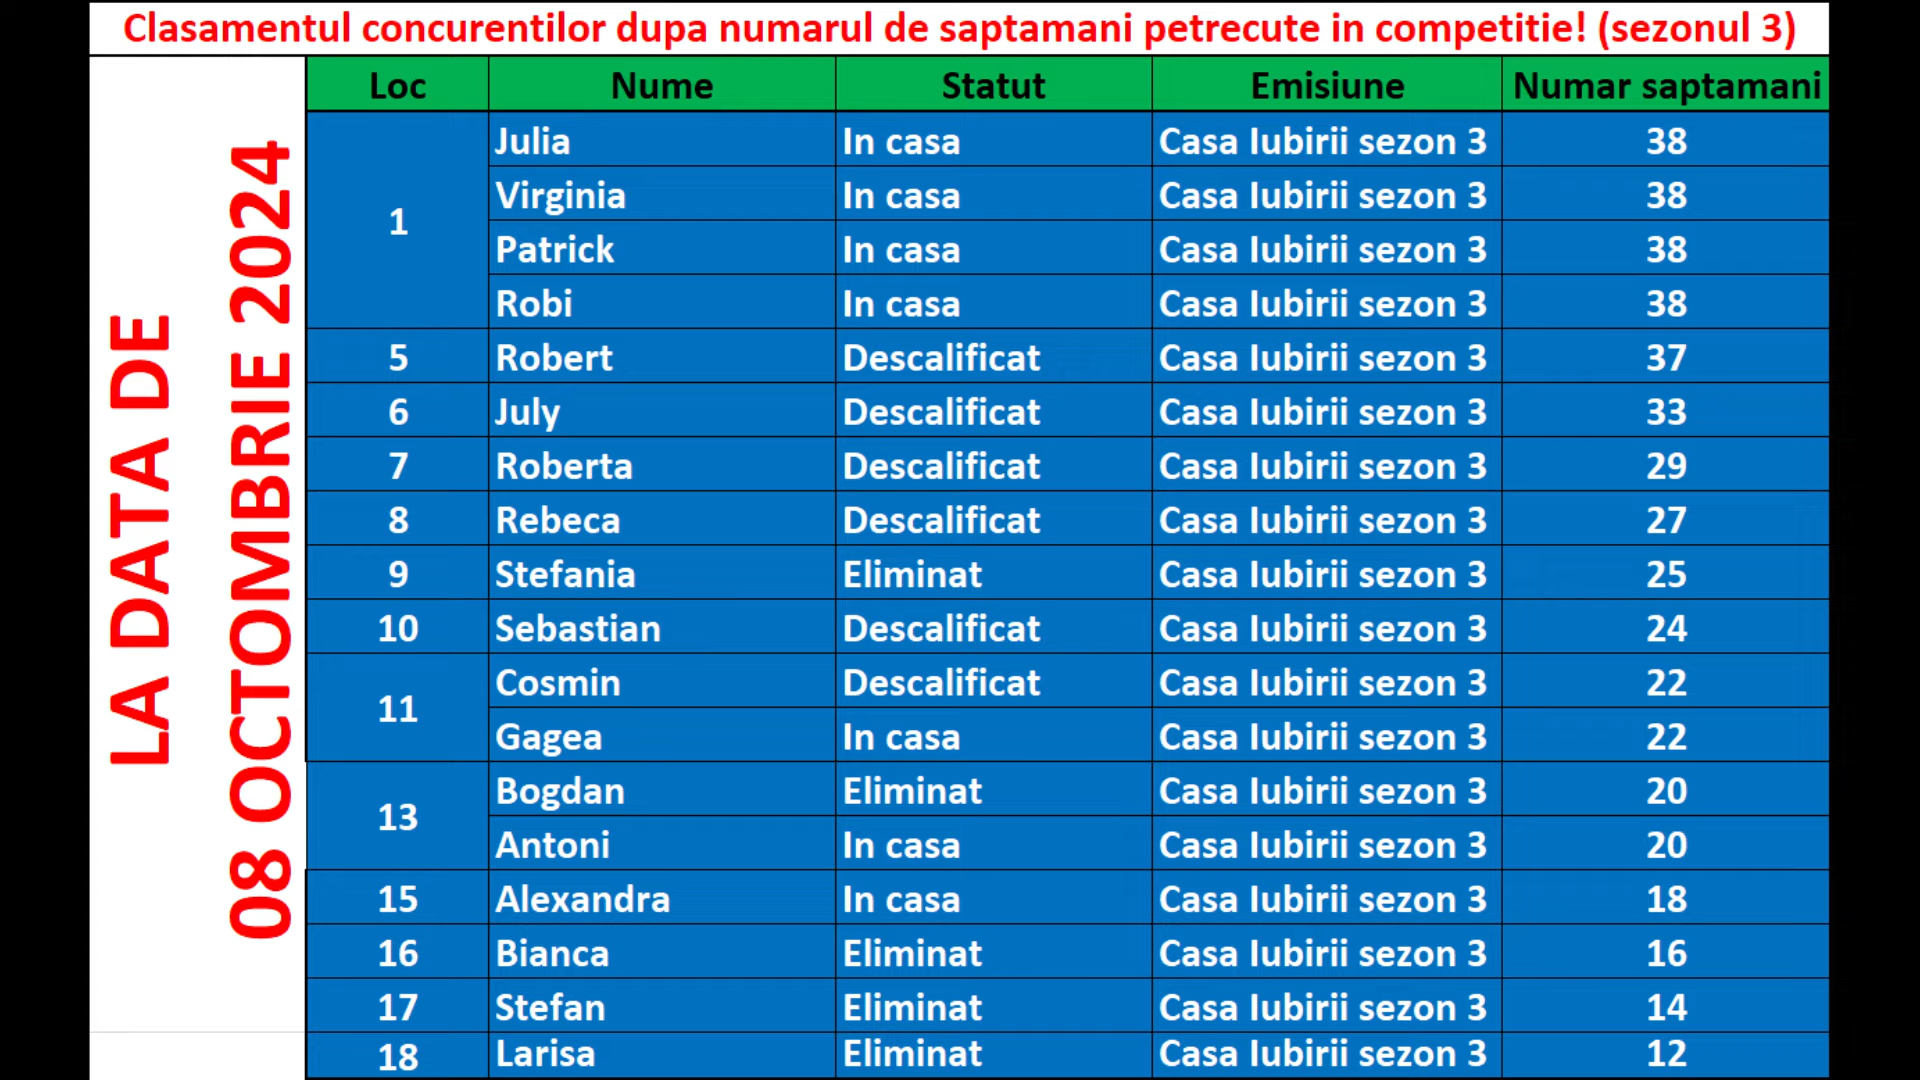 Clasamentul concurentilor dupa numarul de saptamani petrecute in competitie! (sezonul 3)
LA DATA DE
08 OCTOMBRIE 2024
Loc Nume Statut Emisiune Numar saptamani
1
Julia In casa Casa Iubirii sezon 3 38
Virginia In casa Casa Iubirii sezon 3 38
Patrick In casa Casa Iubirii sezon 3 38
Robi In casa Casa Iubirii sezon 3 38
5 Robert Descalificat Casa Iubirii sezon 3 37
6 July Descalificat Casa Iubirii sezon 3 33
7 Roberta Descalificat Casa Iubirii sezon 3 29
8 Rebeca Descalificat Casa Iubirii sezon 3 27
9 Stefania Eliminat Casa Iubirii sezon 3 25
10 Sebastian Descalificat Casa Iubirii sezon 3 24
11
Cosmin Descalificat Casa Iubirii sezon 3 22
Gagea In casa Casa Iubirii sezon 3 22
13
Bogdan Eliminat Casa Iubirii sezon 3 20
Antoni In casa Casa Iubirii sezon 3 20
15 Alexandra In casa Casa Iubirii sezon 3 18
16 Bianca Eliminat Casa Iubirii sezon 3 16
17 Stefan Eliminat Casa Iubirii sezon 3 14
18 Larisa Eliminat Casa Iubirii sezon 3 12